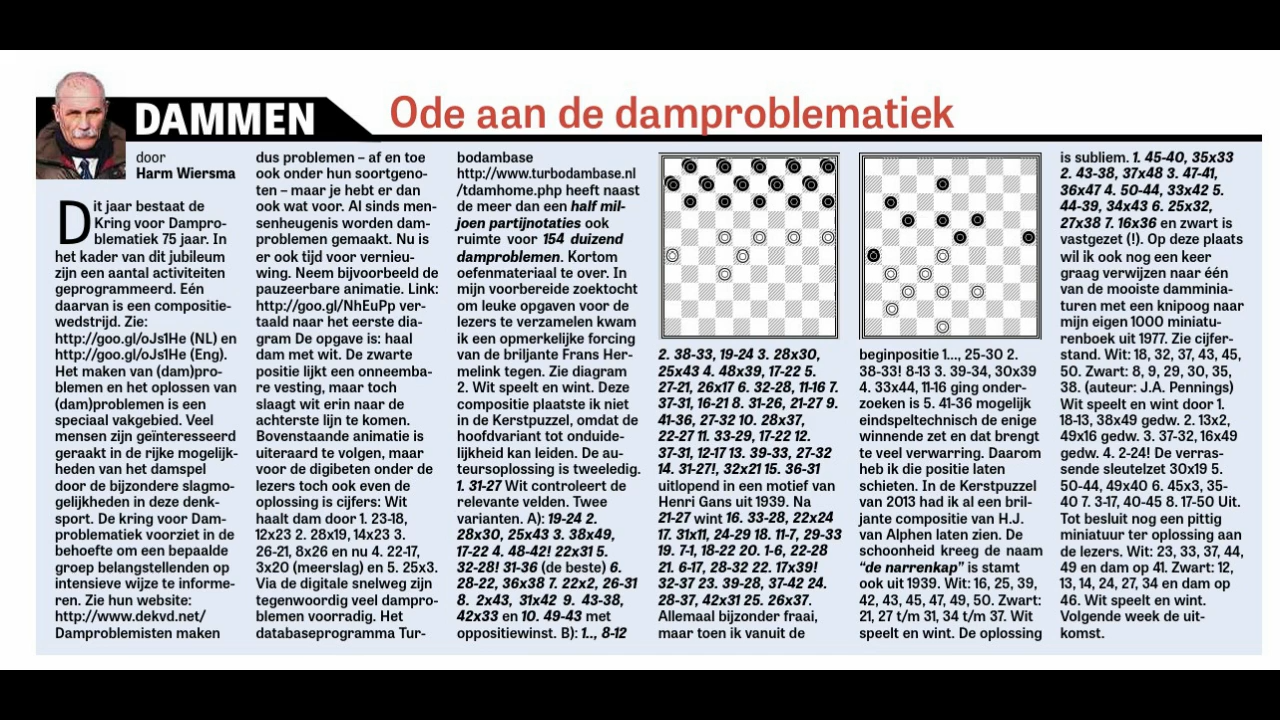 DAMMEN
Ode aan de damproblematiek
door
Harm Wiersma
Dit jaar bestaat de
Kring voor Dampro-
blematiek 75 jaar. In
het kader van dit jubileum
zijn een aantal activiteiten
geprogrammeerd. Eén
daarvan is een compositie-
wedstrijd. Zie:
http://goo.gl/oJs1He (NL) en
http://goo.gl/oJs1He (Eng).
Het maken van (dam)pro-
blemen en het oplossen van
(dam)problemen is een
speciaal vakgebied. Veel
mensen zijn geïnteresseerd
geraakt in de rijke mogelijk-
heden van het damspel
door de bijzondere slagmo-
gelijkheden in deze denk-
sport. De kring voor Dam-
problematiek voorziet in de
behoefte om een bepaalde
groep belangstellenden op
intensieve wijze te informe-
ren. Zie hun website:
http://www.dekvd.net/
Damproblemisten maken
dus problemen – af en toe
ook onder hun soortgeno-
ten – maar je hebt er dan
ook wat voor. Al sinds men-
senheugenis worden dam-
problemen gemaakt. Nu is
er ook tijd voor vernieu-
wing. Neem bijvoorbeeld de
pauzeerbare animatie. Link:
http://goo.gl/NhEuPp ver-
taald naar het eerste dia-
gram De opgave is: haal
dam met wit. De zwarte
positie lijkt een onneemba-
re vesting, maar toch
slaagt wit erin naar de
achterste lijn te komen.
Bovenstaande animatie is
uiteraard te volgen, maar
voor de digibeten onder de
lezers toch ook even de
oplossing is cijfers: Wit
haalt dam door 1. 23-18,
12x23 2. 28x19, 14x23 3.
26-21, 8x26 en nu 4. 22-17,
3x20 (meerslag) en 5. 25x3.
Via de digitale snelweg zijn
tegenwoordig veel dampro-
blemen voorradig. Het
databaseprogramma Tur-
bodambase
http://www.turbodambase.nl
/tdamhome.php heeft naast
de meer dan een half mil-
joen partijnotaties ook
ruimte voor 154 duizend
damproblemen. Kortom
oefenmateriaal te over. In
mijn voorbereide zoektocht
om leuke opgaven voor de
lezers te verzamelen kwam
ik een opmerkelijke forcing
van de briljante Frans Her-
melink tegen. Zie diagram
2. Wit speelt en wint. Deze
compositie plaatste ik niet
in de Kerstpuzzel, omdat de
hoofdvariant tot onduide-
lijkheid kan leiden. De au-
teursoplossing is tweeledig.
1. 31-27 Wit controleert de
relevante velden. Twee
varianten. A): 19-24 2.
28x30, 25x43 3. 38x49,
17-22 4. 48-42! 22x31 5.
32-28! 31-36 (de beste) 6.
28-22, 36x38 7. 22x2, 26-31
8. 2x43, 31x42 9. 43-38,
42x33 en 10. 49-43 met
oppositiewinst. B): 1.., 8-12
2. 38-33, 19-24 3. 28x30,
25x43 4. 48x39, 17-22 5.
27-21, 26x17 6. 32-28, 11-16 7.
37-31, 16-21 8. 31-26, 21-27 9.
41-36, 27-32 10. 28x37,
22-27 11. 33-29, 17-22 12.
37-31, 12-17 13. 39-33, 27-32
14. 31-27!, 32x21 15. 36-31
uitlopend in een motief van
Henri Gans uit 1939. Na
21-27 wint 16. 33-28, 22x24
17. 31x11, 24-29 18. 11-7, 29-33
19. 7-1, 18-22 20. 1-6, 22-28
21. 6-17, 28-32 22. 17x39!
32-37 23. 39-28, 37-42 24.
28-37, 42x31 25. 26x37.
Allemaal bijzonder fraai,
maar toen ik vanuit de
beginpositie 1..., 25-30 2.
38-33! 8-13 3. 39-34, 30x39
4. 33x44, 11-16 ging onder-
zoeken is 5. 41-36 mogelijk
eindspeltechnisch de enige
winnende zet en dat brengt
te veel verwarring. Daarom
heb ik die positie laten
schieten. In de Kerstpuzzel
van 2013 had ik al een bril-
jante compositie van H.J.
van Alphen laten zien. De
schoonheid kreeg de naam
“de narrenkap” is stamt
ook uit 1939. Wit: 16, 25, 39,
42, 43, 45, 47, 49, 50. Zwart:
21, 27 t/m 31, 34 t/m 37. Wit
speelt en wint. De oplossing
is subliem. 1. 45-40, 35x33
2. 43-38, 37x48 3. 47-41,
36x47 4. 50-44, 33x42 5.
44-39, 34x43 6. 25x32,
27x38 7. 16x36 en zwart is
vastgezet (!). Op deze plaats
wil ik ook nog een keer
graag verwijzen naar één
van de mooiste damminia-
turen met een knipoog naar
mijn eigen 1000 miniatu-
renboek uit 1977. Zie cijfer-
stand. Wit: 18, 32, 37, 43, 45,
50. Zwart: 8, 9, 29, 30, 35,
38. (auteur: J.A. Pennings)
Wit speelt en wint door 1.
18-13, 38x49 gedw. 2. 13x2,
49x16 gedw. 3. 37-32, 16x49
gedw. 4. 2-24! De verras-
sende sleutelzet 30x19 5.
50-44, 49x40 6. 45x3, 35-
40 7. 3-17, 40-45 8. 17-50 Uit.
Tot besluit nog een pittig
miniatuur ter oplossing aan
de lezers. Wit: 23, 33, 37, 44,
49 en dam op 41. Zwart: 12,
13, 14, 24, 27, 34 en dam op
46. Wit speelt en wint.
Volgende week de uit-
komst.